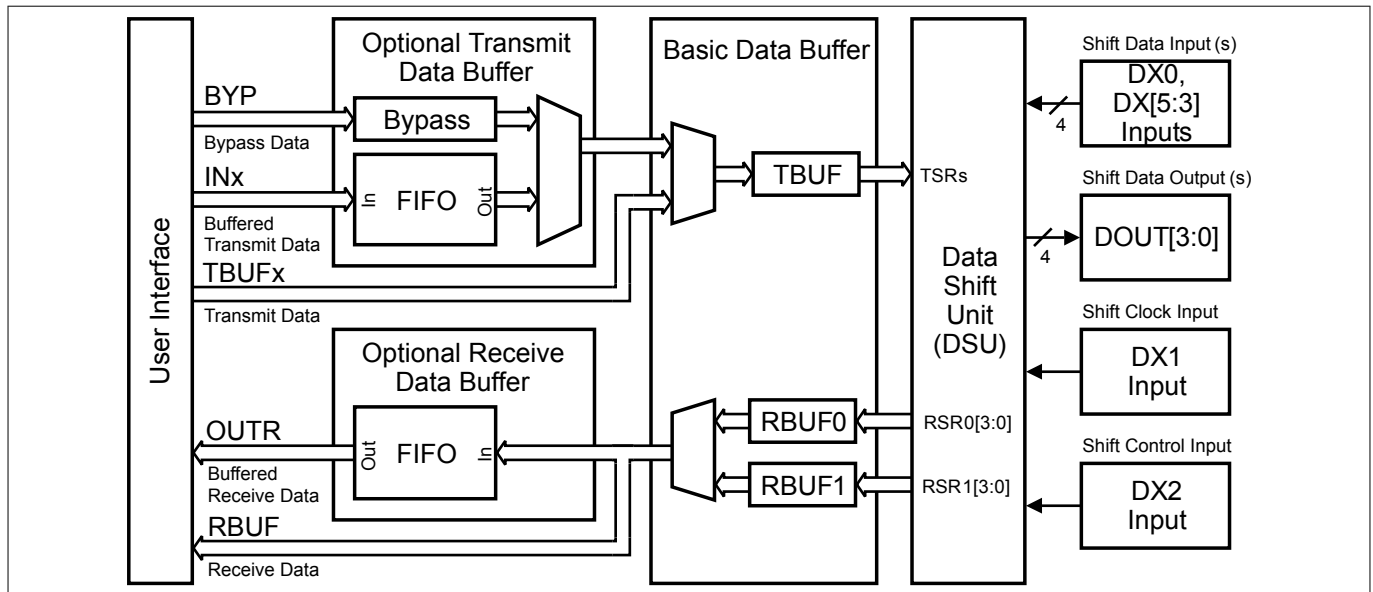 User Interface
Optional Transmit
Data Buffer
BYP
Bypass Data
Bypass
INx
Buffered
Transmit Data
In
FIFO
Out
TBUFx
Transmit Data
Optional Receive
Data Buffer
OUTR
Buffered
Receive Data
Out
FIFO
In
RBUF
Receive Data
Basic Data Buffer
TBUF
RBUF0
RBUF1
TSRs
Data
Shift
Unit
(DSU)
RSR0[3:0]
RSR1[3:0]
Shift Data Input (s)
DX0,
DX[5:3]
Inputs
4
Shift Data Output (s)
DOUT[3:0]
4
Shift Clock Input
DX1
Input
Shift Control Input
DX2
Input